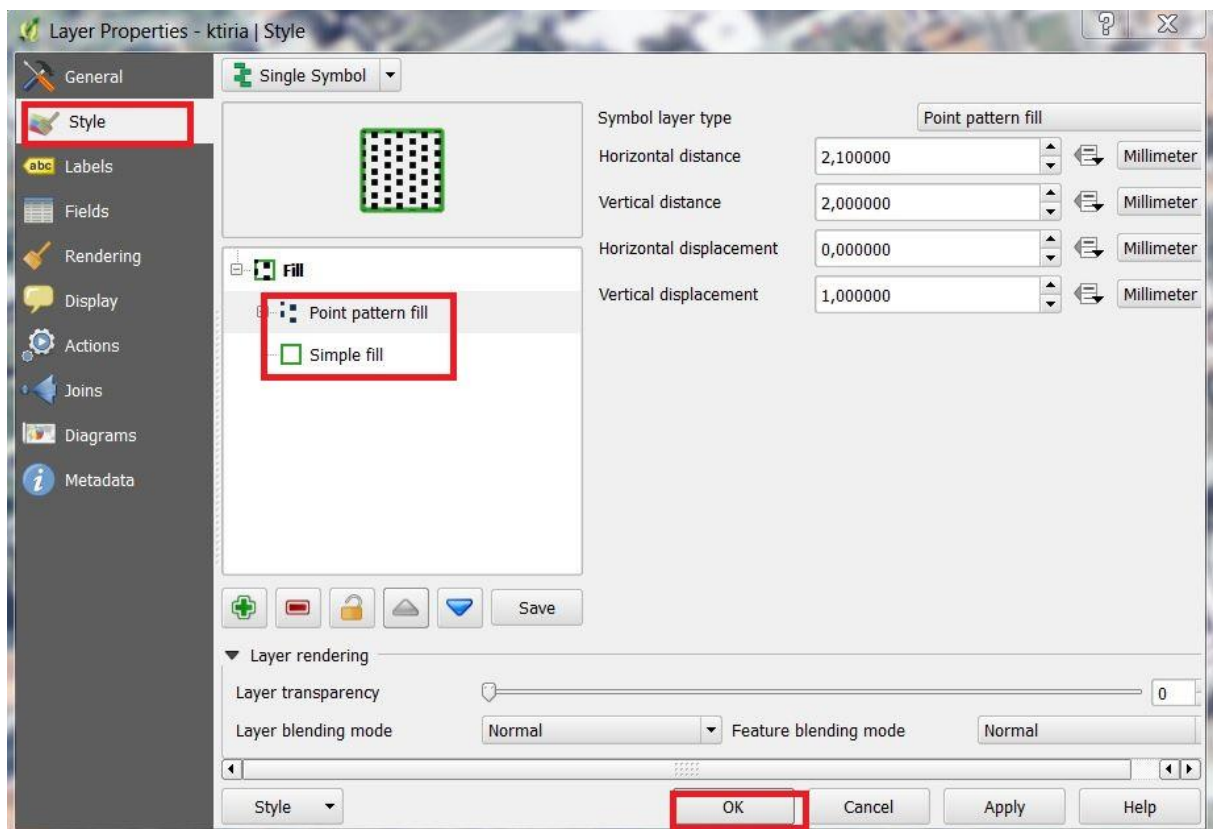 Layer Properties - ktiria | Style
General
Style
abc Labels
Fields
Rendering
Display
Actions
Joins
Diagrams
i Metadata
Single Symbol
Fill
Point pattern fill
Simple fill
Save
Symbol layer type Point pattern fill
Horizontal distance 2,100000 Millimeter
Vertical distance 2,000000 Millimeter
Horizontal displacement 0,000000 Millimeter
Vertical displacement 1,000000 Millimeter
Layer rendering
Layer transparency 0
Layer blending mode Normal Feature blending mode Normal
Style OK Cancel Apply Help